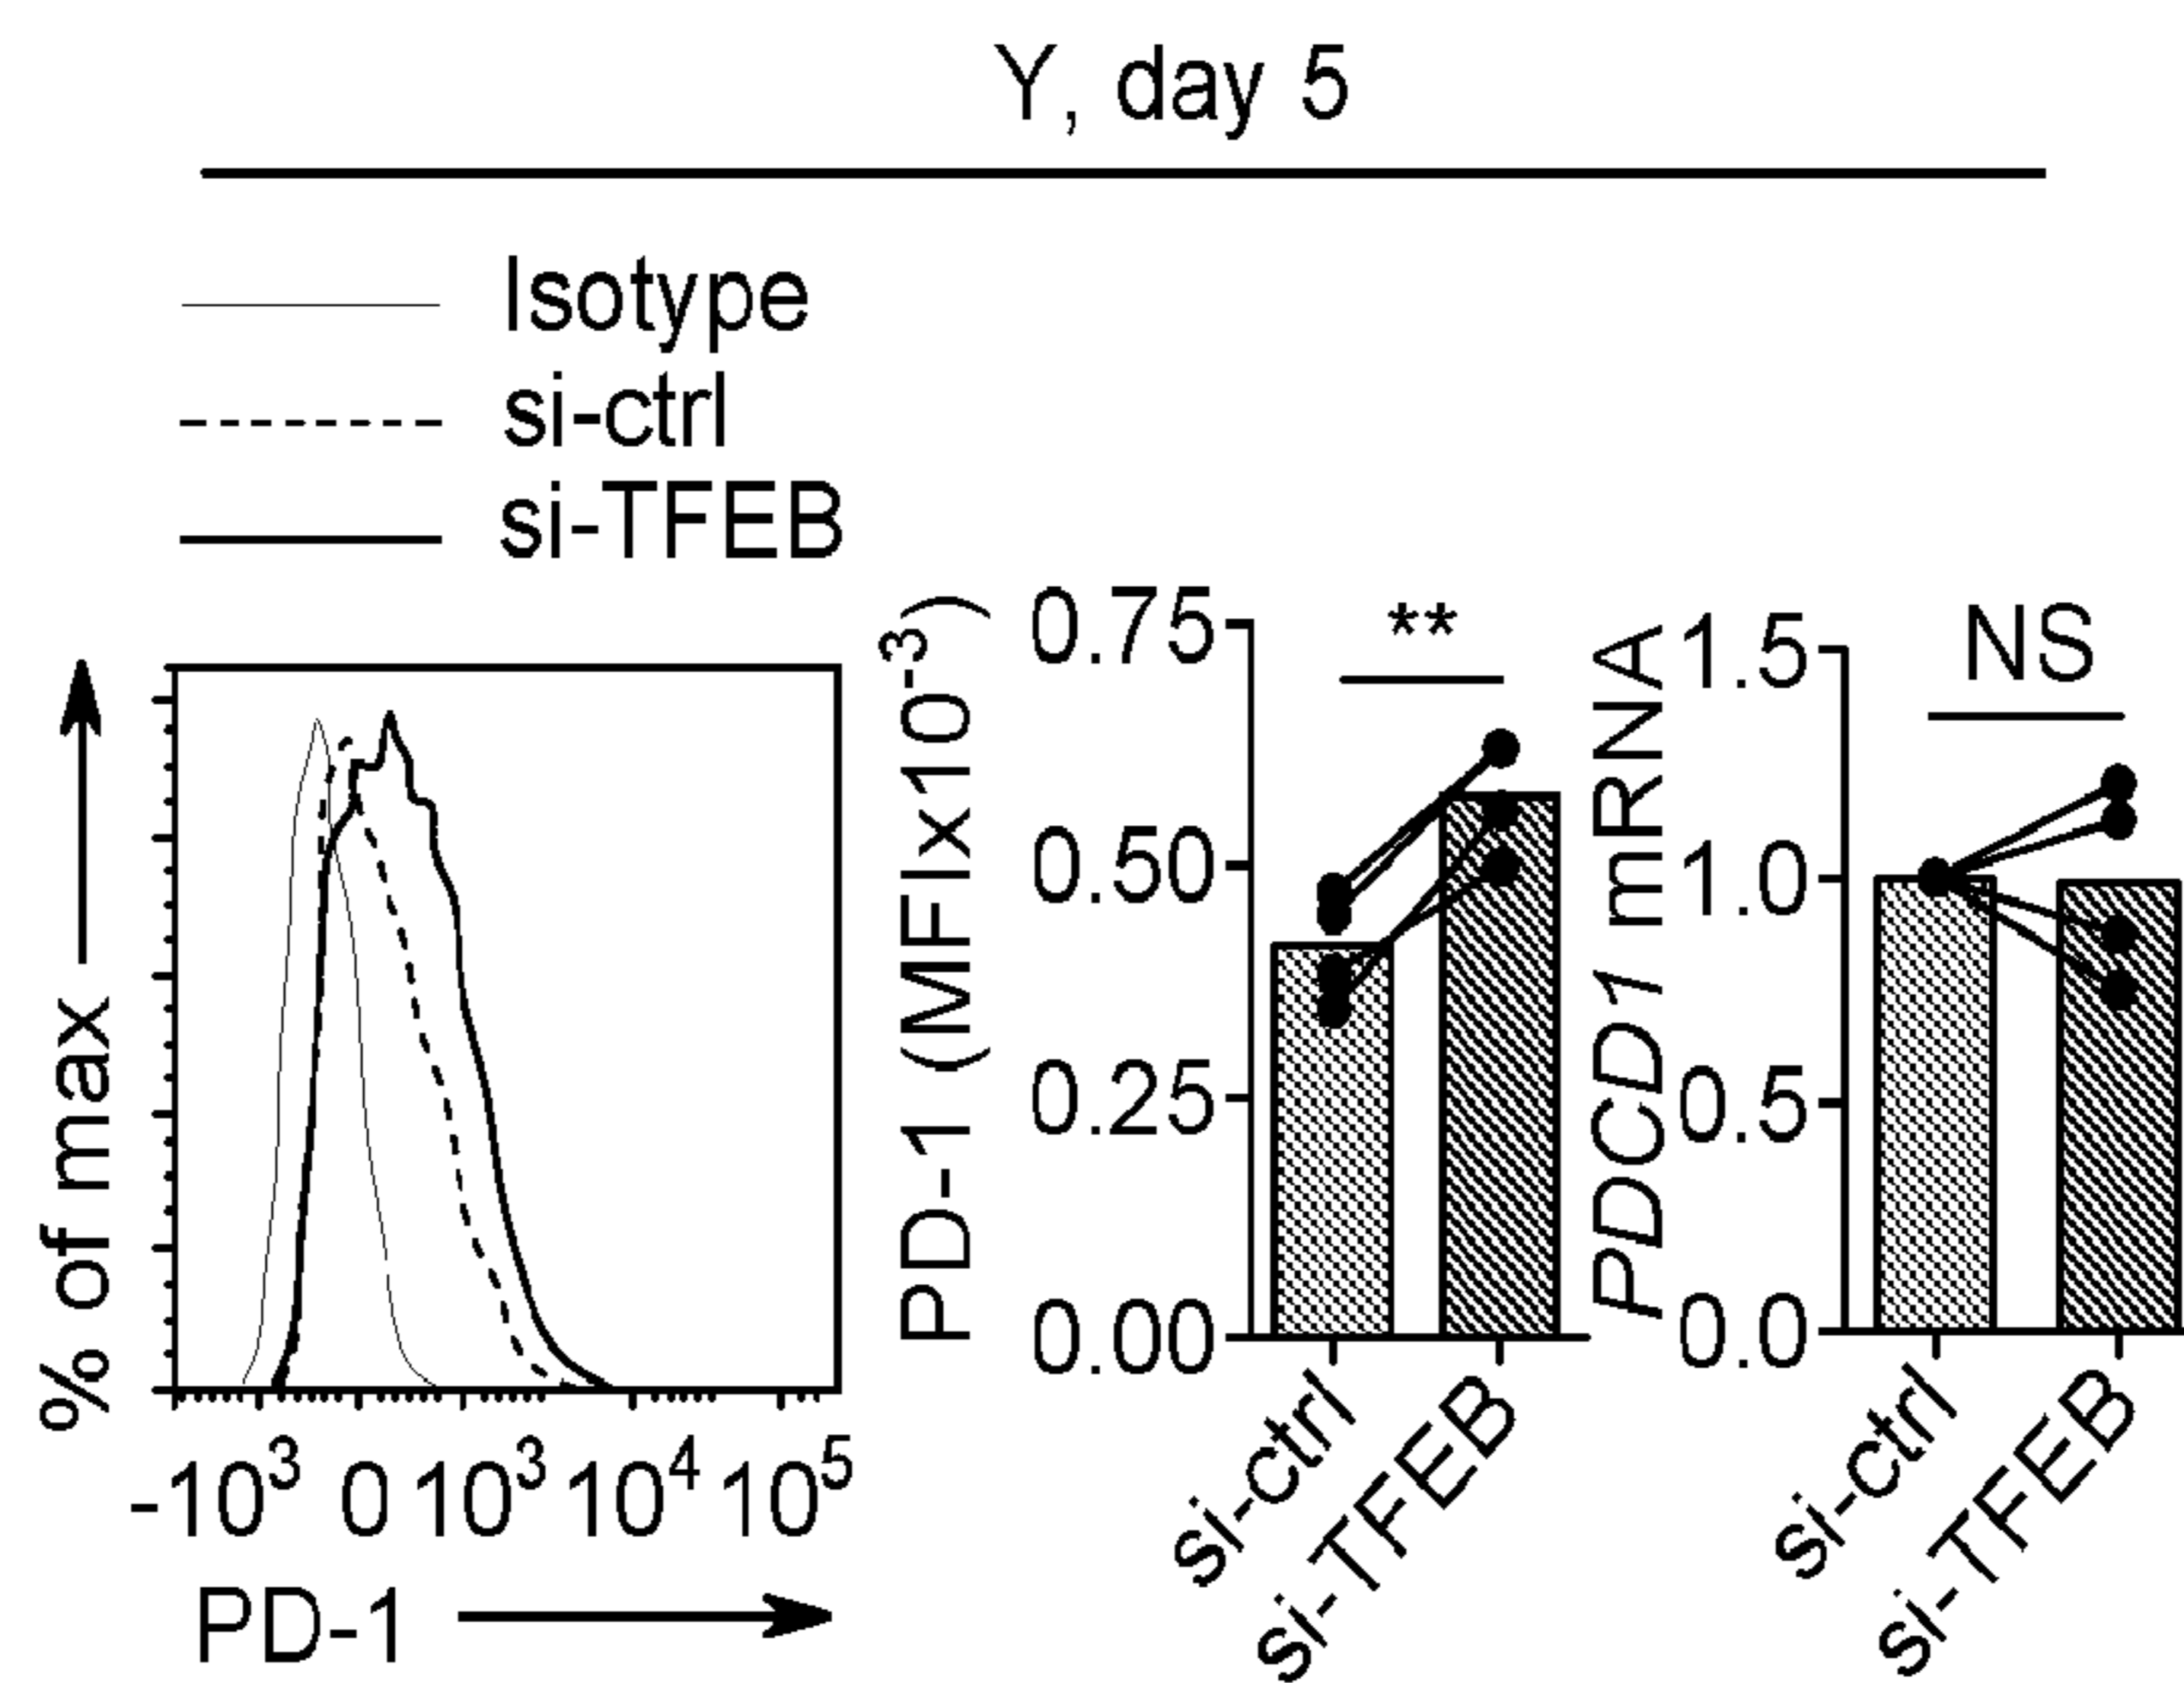 Y, day 5
Isotype
si-ctrl
si-TFEB
% of max
-10³ 0 10³ 10⁴ 10⁵
PD-1
PD-1 (MFIx10⁻³)
0.75
0.50
0.25
0.00
**
si-ctrl
si-TFEB
PDCD1 mRNA
1.5
1.0
0.5
0.0
NS
si-ctrl
si-TFEB